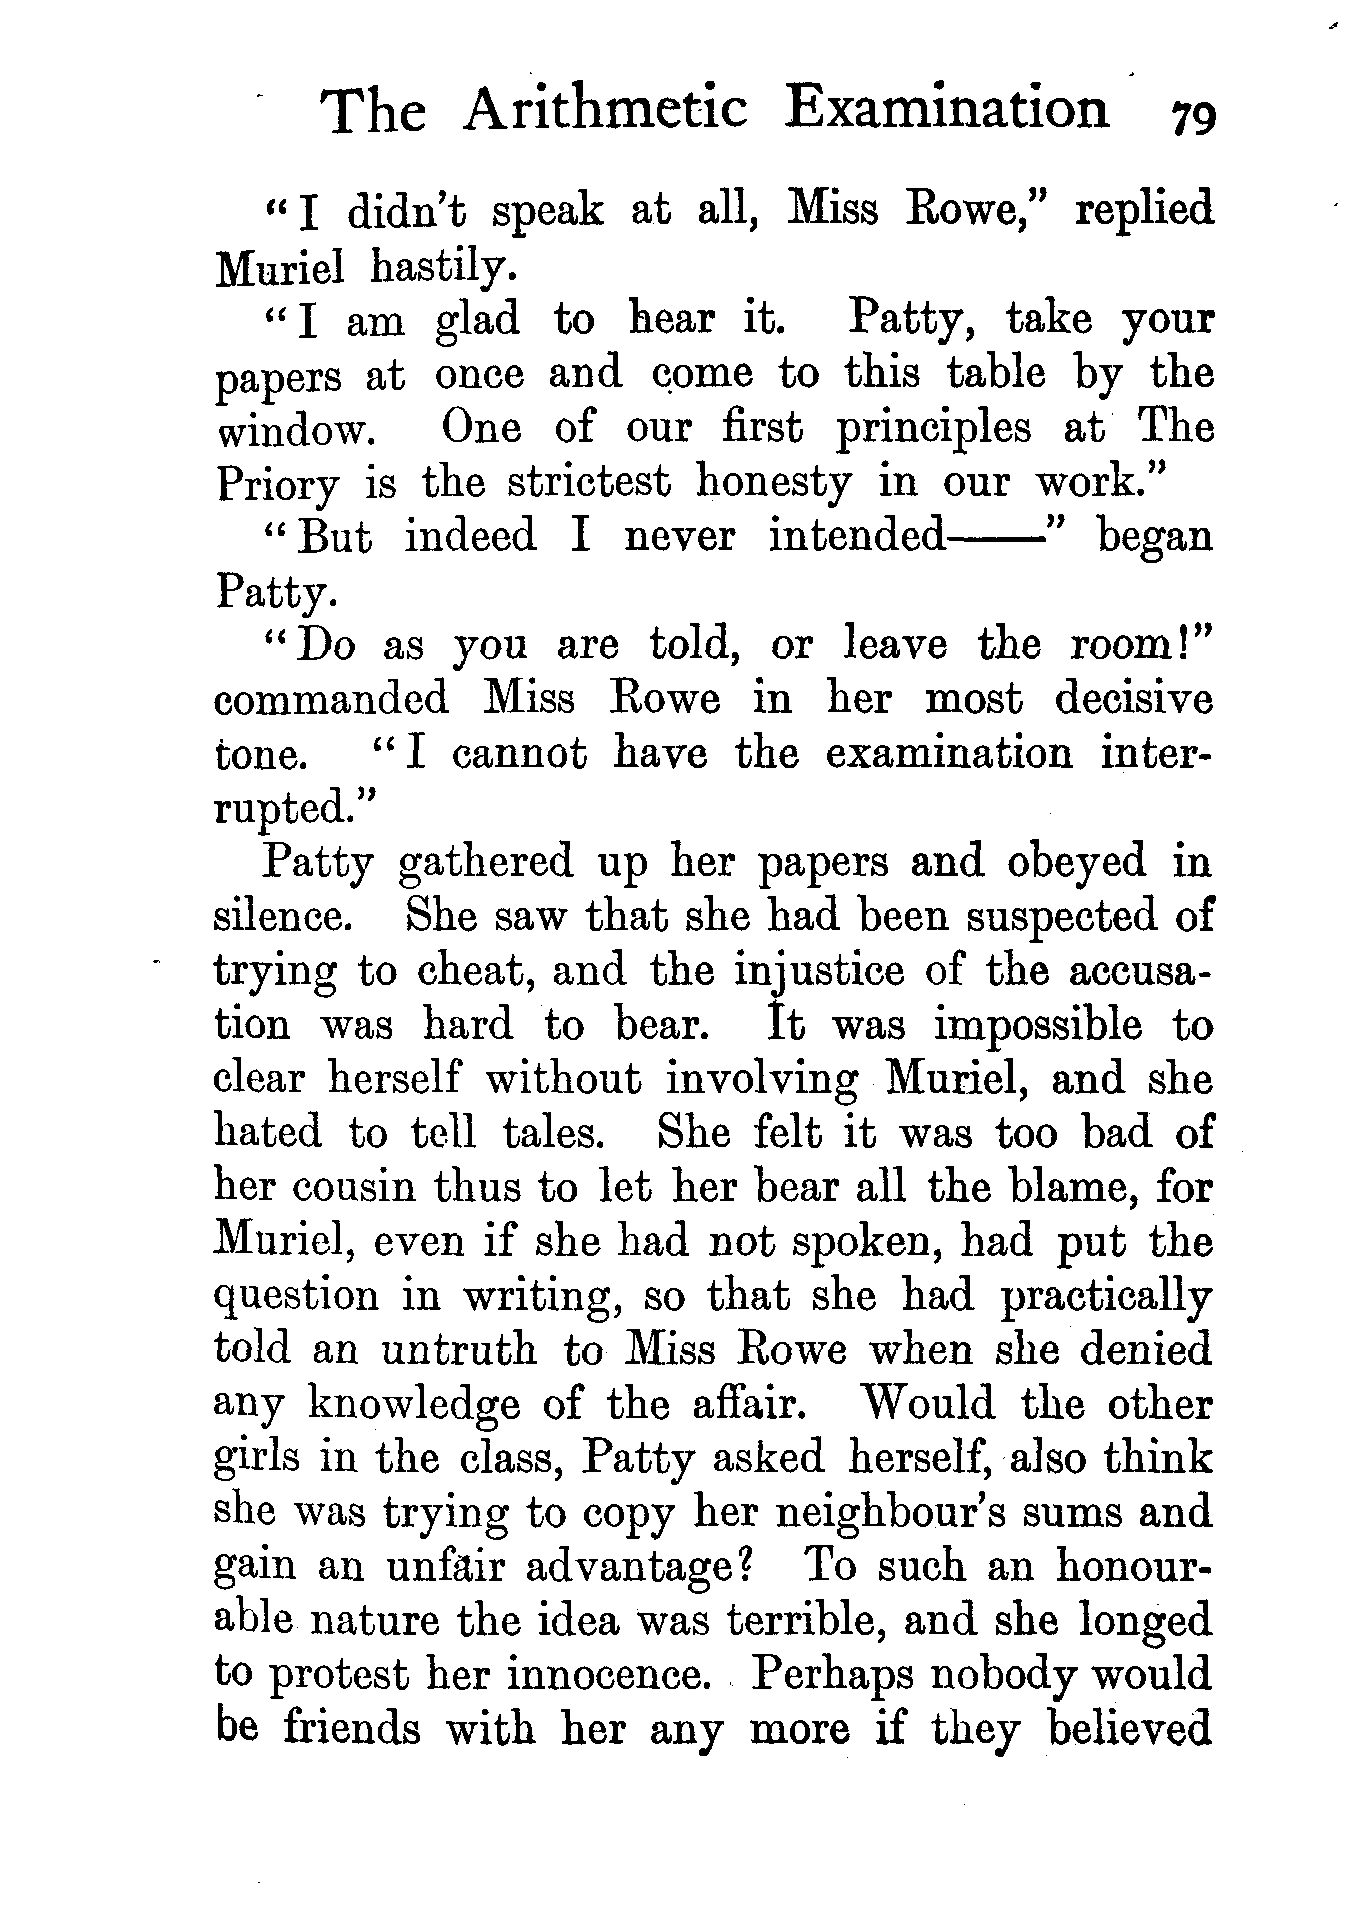 The Arithmetic Examination 79
"I didn't speak at all, Miss Rowe," replied
Muriel hastily.
"I am glad to hear it. Patty, take your
papers at once and come to this table by the
window. One of our first principles at The
Priory is the strictest honesty in our work."
"But indeed I never intended——" began
Patty.
"Do as you are told, or leave the room!"
commanded Miss Rowe in her most decisive
tone. "I cannot have the examination inter-
rupted."
Patty gathered up her papers and obeyed in
silence. She saw that she had been suspected of
trying to cheat, and the injustice of the accusa-
tion was hard to bear. It was impossible to
clear herself without involving Muriel, and she
hated to tell tales. She felt it was too bad of
her cousin thus to let her bear all the blame, for
Muriel, even if she had not spoken, had put the
question in writing, so that she had practically
told an untruth to Miss Rowe when she denied
any knowledge of the affair. Would the other
girls in the class, Patty asked herself, also think
she was trying to copy her neighbour's sums and
gain an unfair advantage? To such an honour-
able nature the idea was terrible, and she longed
to protest her innocence. Perhaps nobody would
be friends with her any more if they believed